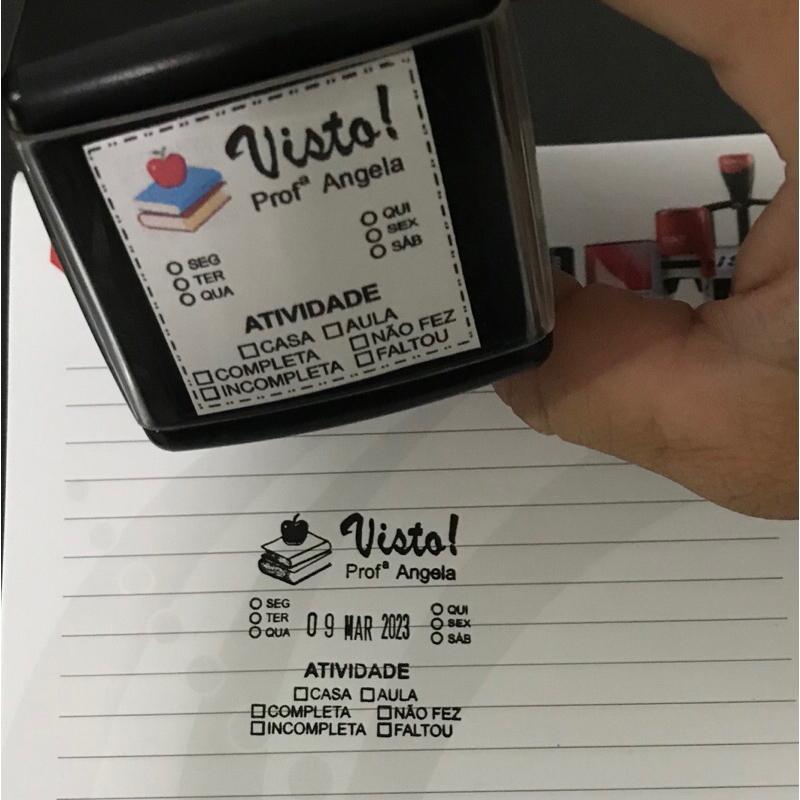 Visto!
Profª Angela
SEG
TER
QUA
QUI
SEX
SÁB
ATIVIDADE
CASA AULA
COMPLETA NÃO FEZ
INCOMPLETA FALTOU
Visto!
Profª Angela
SEG
TER
QUA
09 MAR 2023
QUI
SEX
SÁB
ATIVIDADE
CASA AULA
COMPLETA NÃO FEZ
INCOMPLETA FALTOU